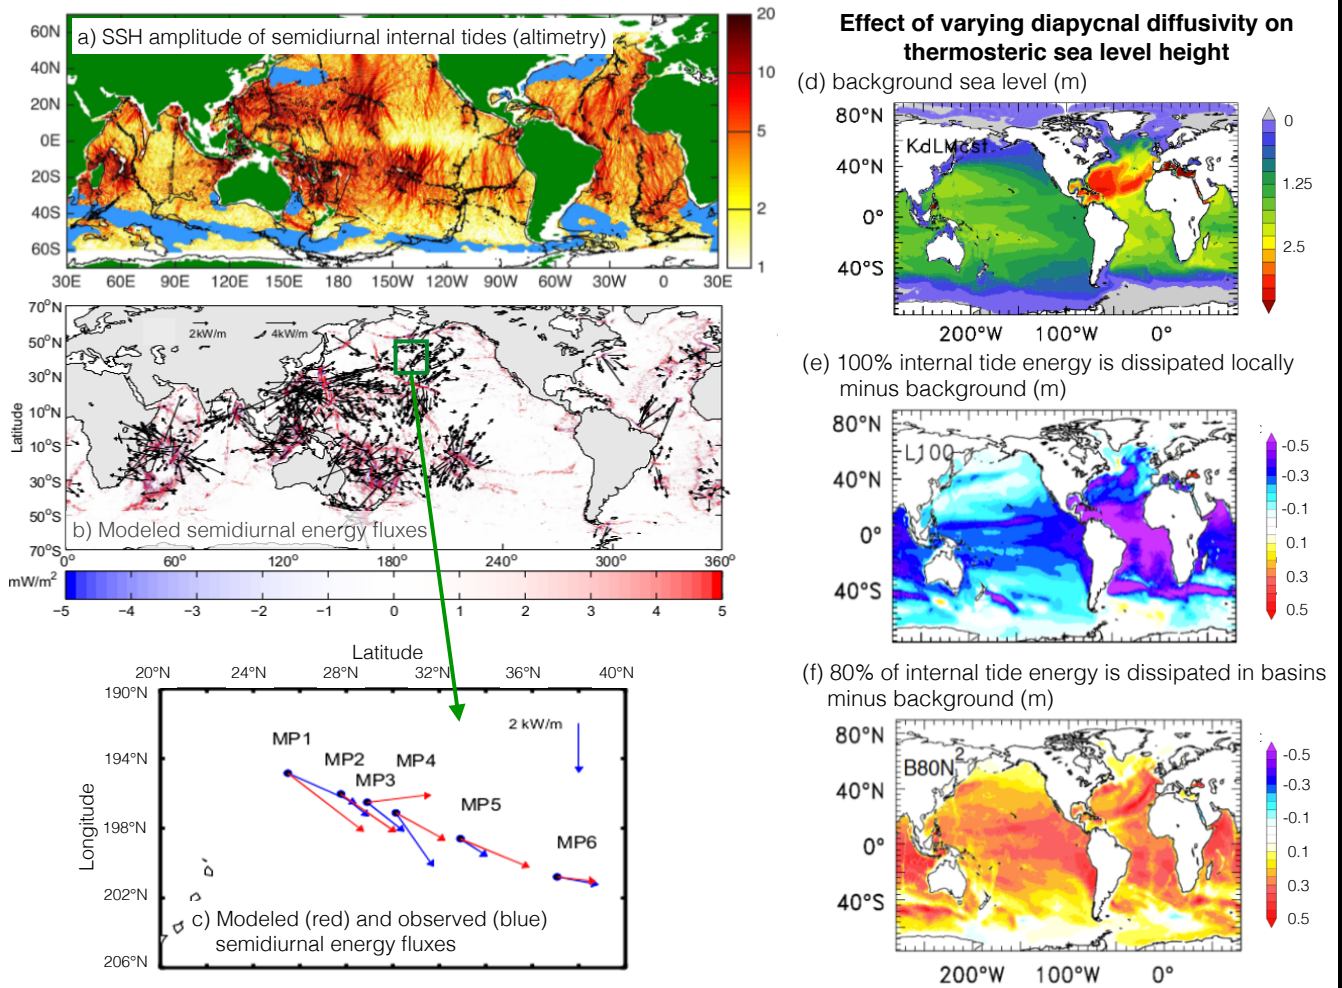 a) SSH amplitude of semidiurnal internal tides (altimetry)
60N
40N
20N
0E
20S
40S
60S
30E 60E 90E 120E 150E 180E 150W 120W 90W 60W 30W 0 30E
20
10
5
2
1
70°N
50°N
30°N
10°N
10°S
30°S
50°S
70°S
Latitude
2kW/m
4kW/m
b) Modeled semidiurnal energy fluxes
0° 60° 120° 180° 240° 300° 360°
mW/m²
−5 −4 −3 −2 −1 0 1 2 3 4 5
Latitude
20°N 24°N 28°N 32°N 36°N 40°N
190°N
194°N
198°N
202°N
206°N
Longitude
2 kW/m
MP1
MP2
MP3
MP4
MP5
MP6
c) Modeled (red) and observed (blue)
semidiurnal energy fluxes
Effect of varying diapycnal diffusivity on
thermosteric sea level height
(d) background sea level (m)
80°N
40°N
0°
40°S
200°W 100°W 0°
0
1.25
2.5
(e) 100% internal tide energy is dissipated locally
minus background (m)
L100
80°N
40°N
0°
40°S
-0.5
-0.3
-0.1
0.1
0.3
0.5
(f) 80% of internal tide energy is dissipated in basins
minus background (m)
B80N²
80°N
40°N
0°
40°S
200°W 100°W 0°
-0.5
-0.3
-0.1
0.1
0.3
0.5